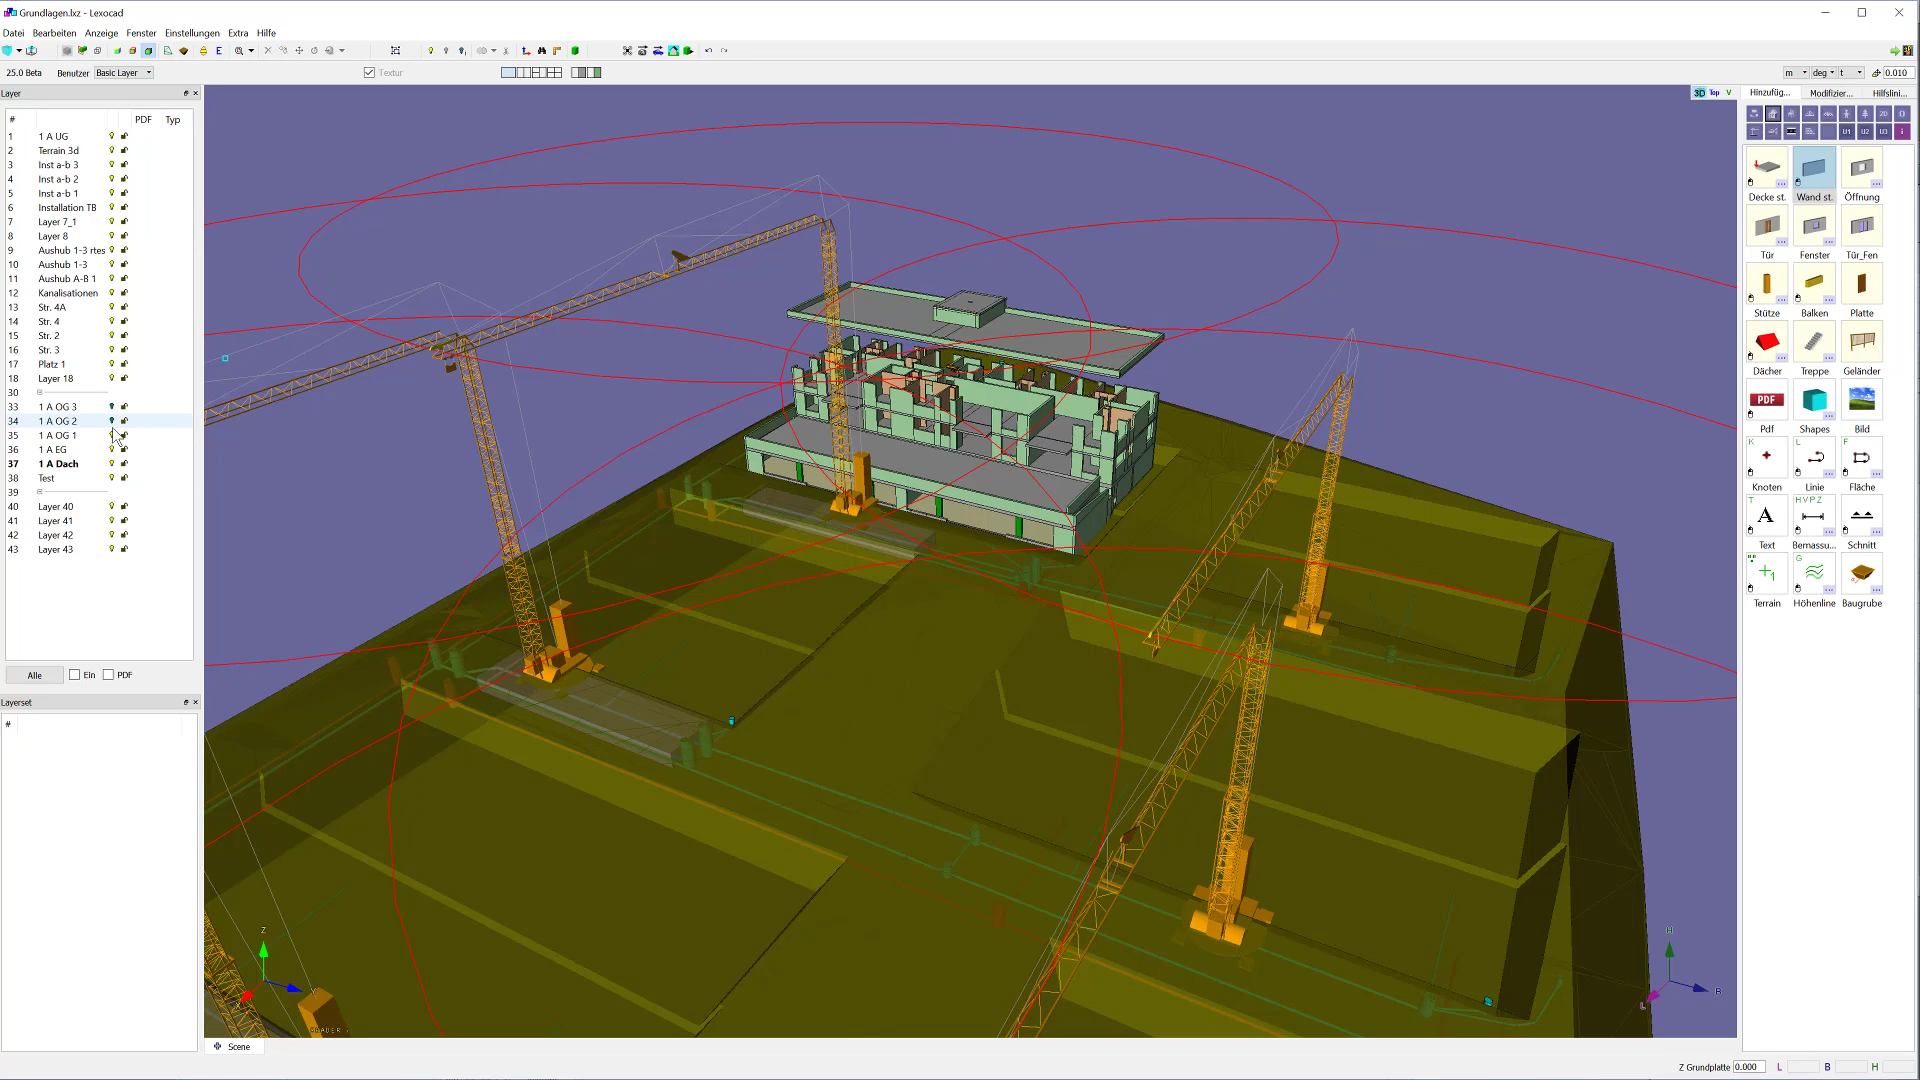 Grundlagen.lxz - Lexocad
Datei Bearbeiten Anzeige Fenster Einstellungen Extra Hilfe
25.0 Beta Benutzer Basic Layer Textur m deg t 0.010
Layer
3D Top V
Hinzufüg... Modifizier... Hilfslini...
# PDF Typ
1 1 A UG
2 Terrain 3d
3 Inst a-b 3
4 Inst a-b 2
5 Inst a-b 1
6 Installation TB
7 Layer 7_1
8 Layer 8
9 Aushub 1-3 rtes
10 Aushub 1-3
11 Aushub A-B 1
12 Kanalisationen
13 Str. 4A
14 Str. 4
15 Str. 2
16 Str. 3
17 Platz 1
18 Layer 18
30
33 1 A OG 3
34 1 A OG 2
35 1 A OG 1
36 1 A EG
37 1 A Dach
38 Test
39
40 Layer 40
41 Layer 41
42 Layer 42
43 Layer 43
Alle Ein PDF
Layerset
#
2D
U1 U2 U3
Decke st. Wand st. Öffnung
Tür Fenster Tür_Fen
Stütze Balken Platte
Dächer Treppe Geländer
PDF
Pdf Shapes Bild
K L F
Knoten Linie Fläche
T H V P Z
A
Text Bemassu... Schnitt
G
Terrain Höhenline Baugrube
Z
H
L
B
Scene
Z Grundplatte 0.000 L B H